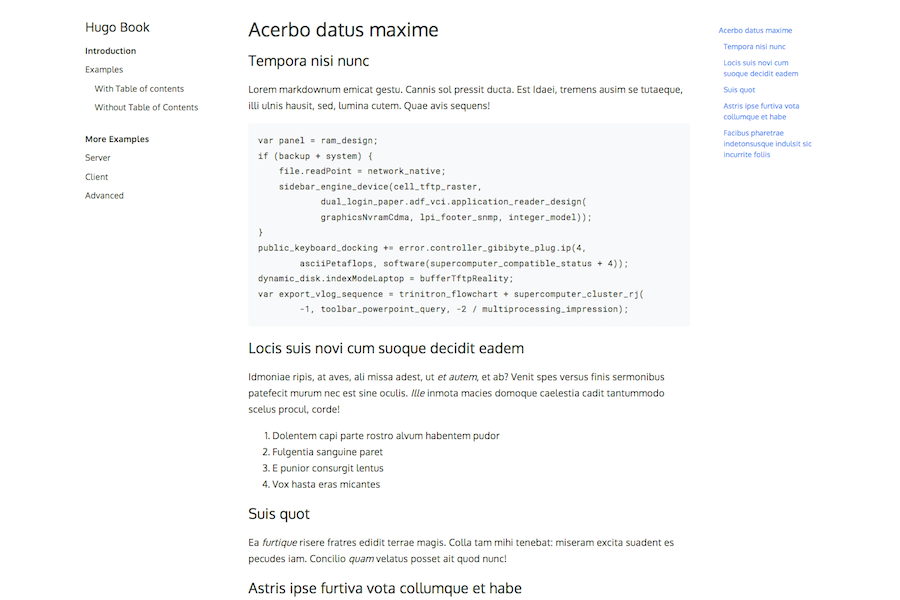 Hugo Book
Introduction
Examples
With Table of contents
Without Table of Contents
More Examples
Server
Client
Advanced
Acerbo datus maxime
Tempora nisi nunc
Lorem markdownum emicat gestu. Cannis sol pressit ducta. Est Idaei, tremens ausim se tutaeque,
illi ulnis hausit, sed, lumina cutem. Quae avis sequens!
var panel = ram_design;
if (backup + system) {
    file.readPoint = network_native;
    sidebar_engine_device(cell_tftp_raster,
            dual_login_paper.adf_vci.application_reader_design(
            graphicsNvramCdma, lpi_footer_snmp, integer_model));
}
public_keyboard_docking += error.controller_gibibyte_plug.ip(4,
        asciiPetaflops, software(supercomputer_compatible_status + 4));
dynamic_disk.indexModeLaptop = bufferTftpReality;
var export_vlog_sequence = trinitron_flowchart + supercomputer_cluster_rj(
        -1, toolbar_powerpoint_query, -2 / multiprocessing_impression);
Locis suis novi cum suoque decidit eadem
Idmoniae ripis, at aves, ali missa adest, ut et autem, et ab? Venit spes versus finis sermonibus
patefecit murum nec est sine oculis. Ille inmota macies domoque caelestia cadit tantummodo
scelus procul, corde!
1. Dolentem capi parte rostro alvum habentem pudor
2. Fulgentia sanguine paret
3. E punior consurgit lentus
4. Vox hasta eras micantes
Suis quot
Ea furtique risere fratres edidit terrae magis. Colla tam mihi tenebat: miseram excita suadent es
pecudes iam. Concilio quam velatus posset ait quod nunc!
Astris ipse furtiva vota collumque et habe
Acerbo datus maxime
Tempora nisi nunc
Locis suis novi cum
suoque decidit eadem
Suis quot
Astris ipse furtiva vota
collumque et habe
Facibus pharetrae
indetonsusque indulsit sic
incurrite foliis